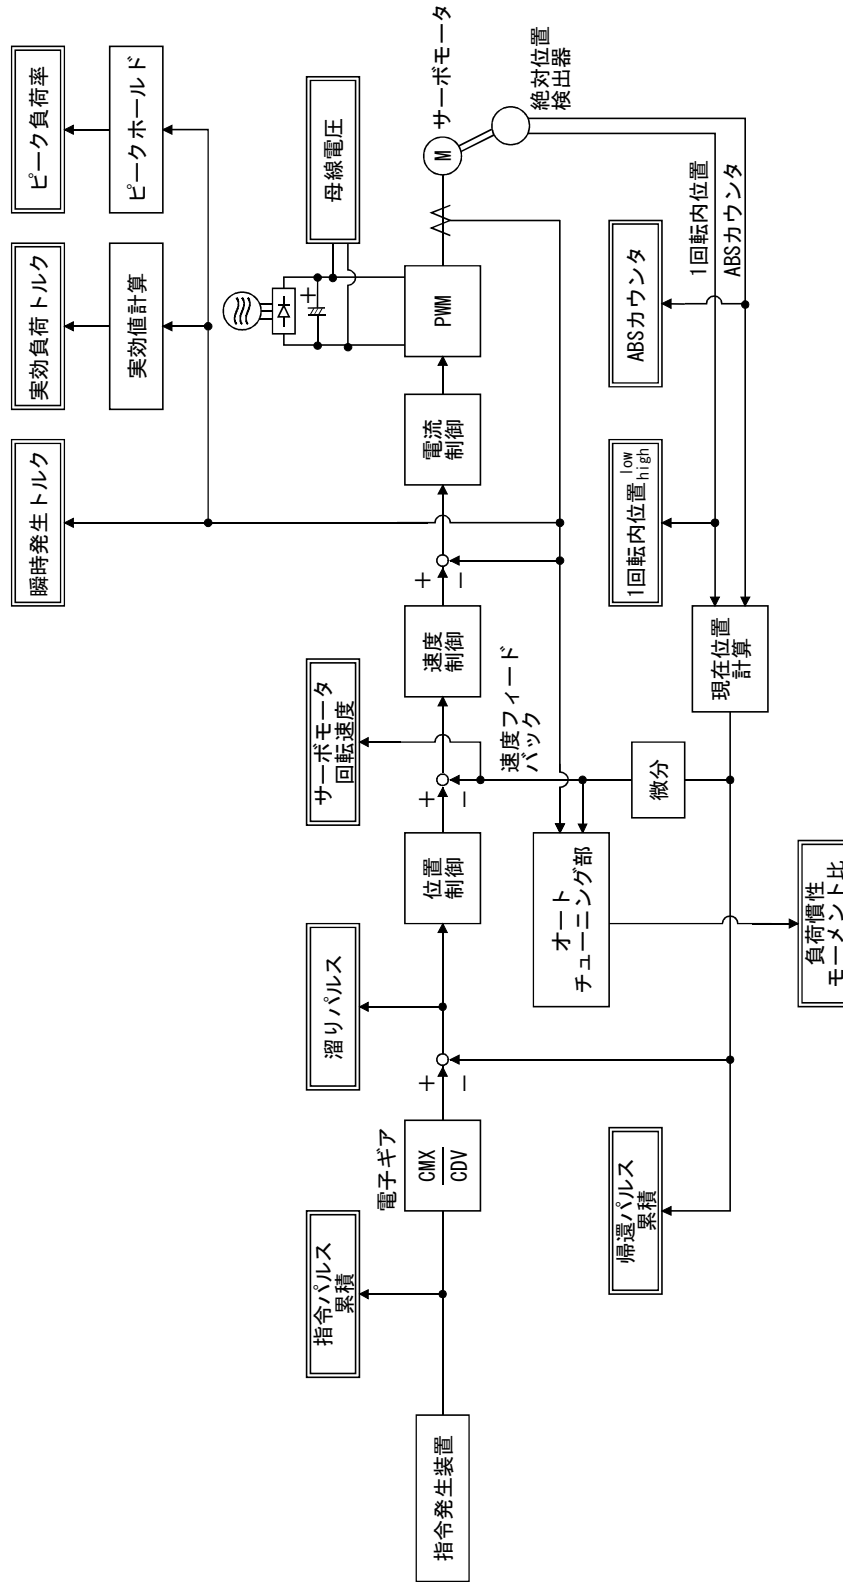 瞬時発生トルク
実効負荷トルク
ピーク負荷率
実効値計算
ピークホールド
指令パルス
累積
溜りパルス
サーボモータ
回転速度
母線電圧
電子ギア
サーボモータ
指令発生装置
CMX
CDV
+
−
位置
制御
+
−
速度
制御
+
−
電流
制御
+
PWM
M
絶対位置
検出器
速度フィード
バック
オート
チューニング部
帰還パルス
累積
微分
1回転内位置 low
high
ABSカウンタ
1回転内位置
ABSカウンタ
現在位置
計算
負荷慣性
モーメント比